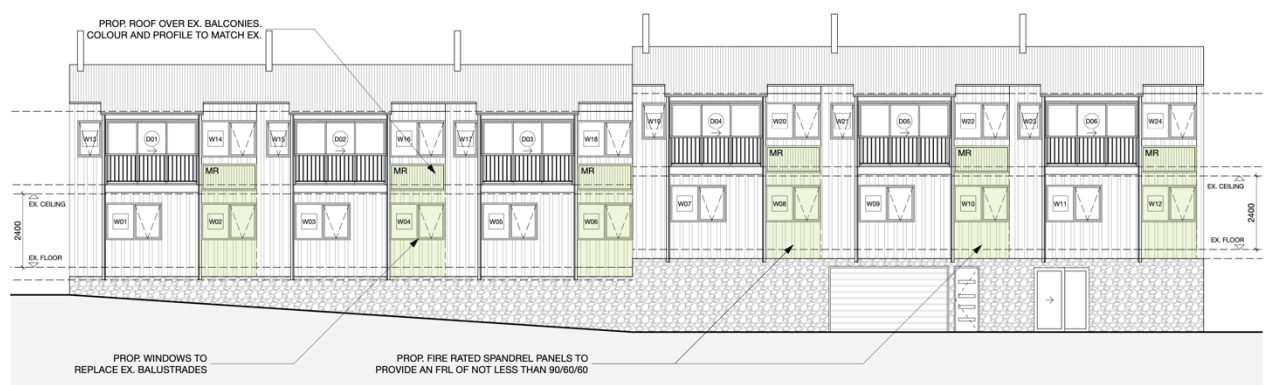 PROP. ROOF OVER EX. BALCONIES.
COLOUR AND PROFILE TO MATCH EX.
W13
D01
W14
W15
D02
W16
W17
D03
W18
W19
D04
W20
W21
D05
W22
W23
D06
W24
MR
MR
MR
MR
MR
MR
W01
W02
W03
W04
W05
W06
W07
W08
W09
W10
W11
W12
EX. CEILING
2400
EX. FLOOR
EX. CEILING
2400
EX. FLOOR
PROP. WINDOWS TO
REPLACE EX. BALUSTRADES
PROP. FIRE RATED SPANDREL PANELS TO
PROVIDE AN FRL OF NOT LESS THAN 90/60/60